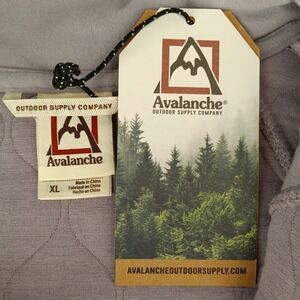 Avalanche®
OUTDOOR SUPPLY COMPANY
AVALANCHEOUTDOORSUPPLY.COM
OUTDOOR SUPPLY COMPANY
Avalanche
XL
Made in China
Fabriqué en Chine
Hecho en China